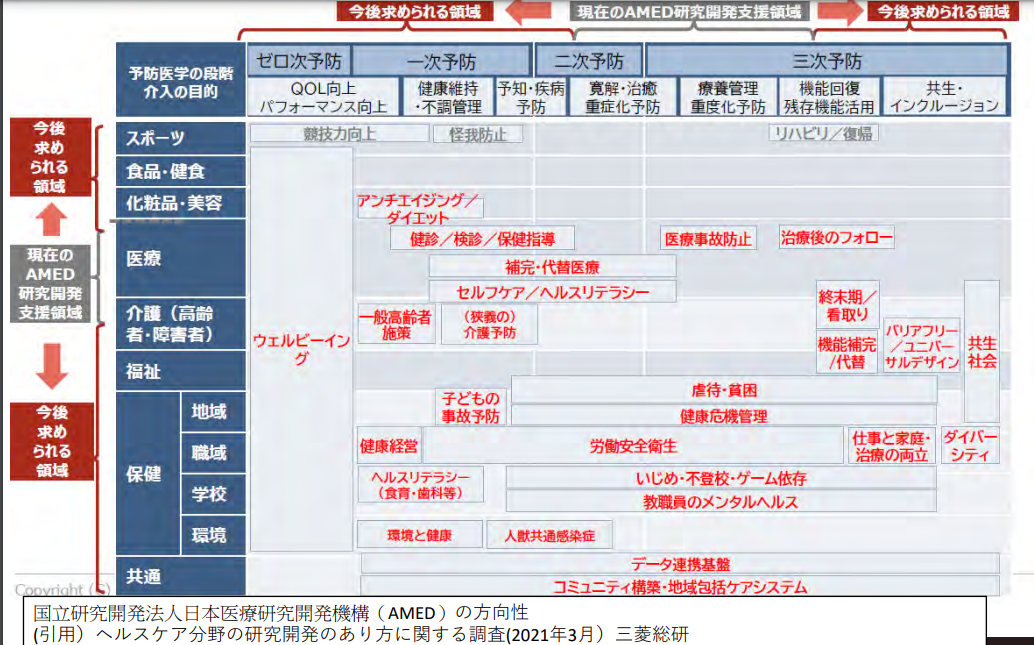 今後求められる領域
現在のAMED研究開発支援領域
今後求められる領域
予防医学の段階
介入の目的
ゼロ次予防
一次予防
二次予防
三次予防
QOL向上
パフォーマンス向上
健康維持
・不調管理
予知・疾病
予防
寛解・治癒
重症化予防
療養管理
重度化予防
機能回復
残存機能活用
共生・
インクルージョン
今後
求め
られる
領域
現在の
AMED
研究開発
支援領域
今後
求め
られる
領域
スポーツ
競技力向上
怪我防止
リハビリ／復帰
食品・健食
化粧品・美容
アンチエイジング／
ダイエット
医療
健診／検診／保健指導
医療事故防止
治療後のフォロー
補完・代替医療
セルフケア／ヘルスリテラシー
介護（高齢
者・障害者）
ウェルビーイン
グ
一般高齢者
施策
（狭義の）
介護予防
終末期／
看取り
機能補完
/代替
バリアフリー
／ユニバー
サルデザイン
共生
社会
福祉
虐待・貧困
保健
地域
子どもの
事故予防
健康危機管理
職域
健康経営
労働安全衛生
仕事と家庭・
治療の両立
ダイバー
シティ
学校
ヘルスリテラシー
（食育・歯科等）
いじめ・不登校・ゲーム依存
教職員のメンタルヘルス
環境
環境と健康
人獣共通感染症
共通
データ連携基盤
コミュニティ構築・地域包括ケアシステム
Copyright (C)
国立研究開発法人日本医療研究開発機構（AMED）の方向性
(引用）ヘルスケア分野の研究開発のあり方に関する調査(2021年3月）三菱総研